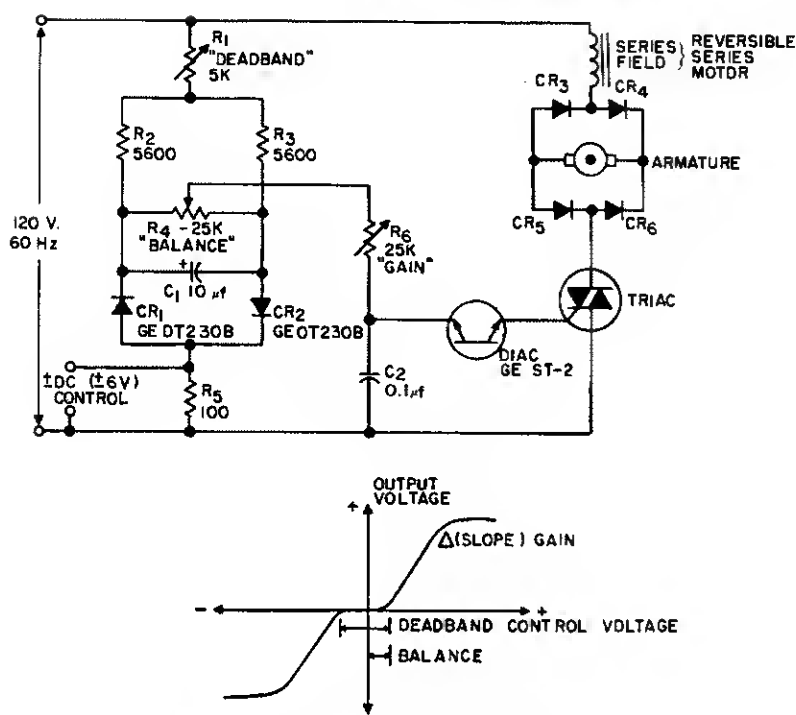 R1
"DEADBAND"
5K
R2
5600
R3
5600
120 V.
60 Hz
R4 - 25K
"BALANCE"
R6
25K
"GAIN"
+
C1 10 µf
CR1
GE DT230B
CR2
GE OT230B
±DC (±6V)
CONTROL
R5
100
C2
0.1µf
DIAC
GE ST-2
TRIAC
SERIES
FIELD
REVERSIBLE
SERIES
MOTDR
CR3
CR4
ARMATURE
CR5
CR6
OUTPUT
VOLTAGE
+
Δ(SLOPE) GAIN
-
+
DEADBAND CONTROL VOLTAGE
BALANCE